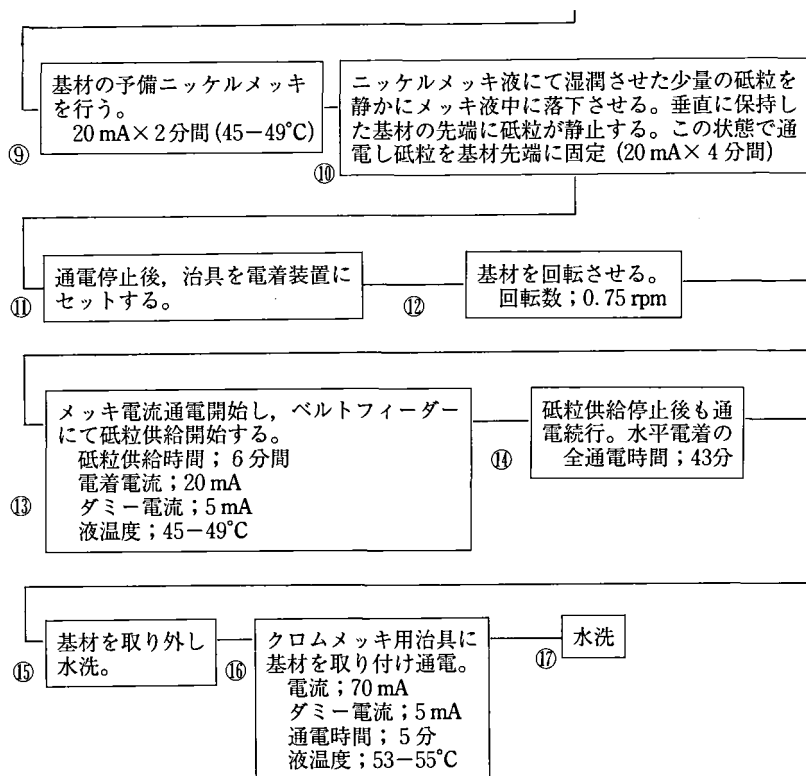 ⑨
基材の予備ニッケルメッキ
を行う。
20 mA×2分間(45−49℃)
⑩
ニッケルメッキ液にて湿潤させた少量の砥粒を
静かにメッキ液中に落下させる。垂直に保持し
た基材の先端に砥粒が静止する。この状態で通
電し砥粒を基材先端に固定(20 mA×4分間)
⑪
通電停止後,治具を電着装置に
セットする。
⑫
基材を回転させる。
回転数;0.75 rpm
⑬
メッキ電流通電開始し,ベルトフィーダー
にて砥粒供給開始する。
砥粒供給時間;6分間
電着電流;20 mA
ダミー電流;5 mA
液温度;45−49℃
⑭
砥粒供給停止後も通
電続行。水平電着の
全通電時間;43分
⑮
基材を取り外し
水洗。
⑯
クロムメッキ用治具に
基材を取り付け通電。
電流;70 mA
ダミー電流;5 mA
通電時間;5分
液温度;53−55℃
⑰
水洗